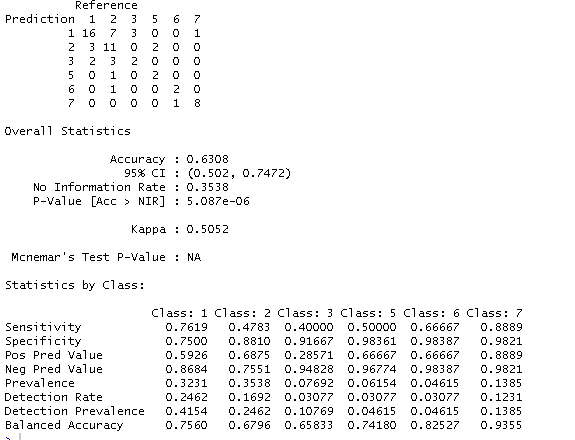 Reference
Prediction 1 2 3 5 6 7
1 16 7 3 0 0 1
2 3 11 0 2 0 0
3 2 3 2 0 0 0
5 0 1 0 2 0 0
6 0 1 0 0 2 0
7 0 0 0 0 1 8
Overall Statistics
Accuracy : 0.6308
95% CI : (0.502, 0.7472)
No Information Rate : 0.3538
P-Value [Acc > NIR] : 5.087e-06
Kappa : 0.5052
Mcnemar's Test P-Value : NA
Statistics by Class:
Class: 1 Class: 2 Class: 3 Class: 5 Class: 6 Class: 7
Sensitivity 0.7619 0.4783 0.40000 0.50000 0.66667 0.8889
Specificity 0.7500 0.8810 0.91667 0.98361 0.98387 0.9821
Pos Pred Value 0.5926 0.6875 0.28571 0.66667 0.66667 0.8889
Neg Pred Value 0.8684 0.7551 0.94828 0.96774 0.98387 0.9821
Prevalence 0.3231 0.3538 0.07692 0.06154 0.04615 0.1385
Detection Rate 0.2462 0.1692 0.03077 0.03077 0.03077 0.1231
Detection Prevalence 0.4154 0.2462 0.10769 0.04615 0.04615 0.1385
Balanced Accuracy 0.7560 0.6796 0.65833 0.74180 0.82527 0.9355
>